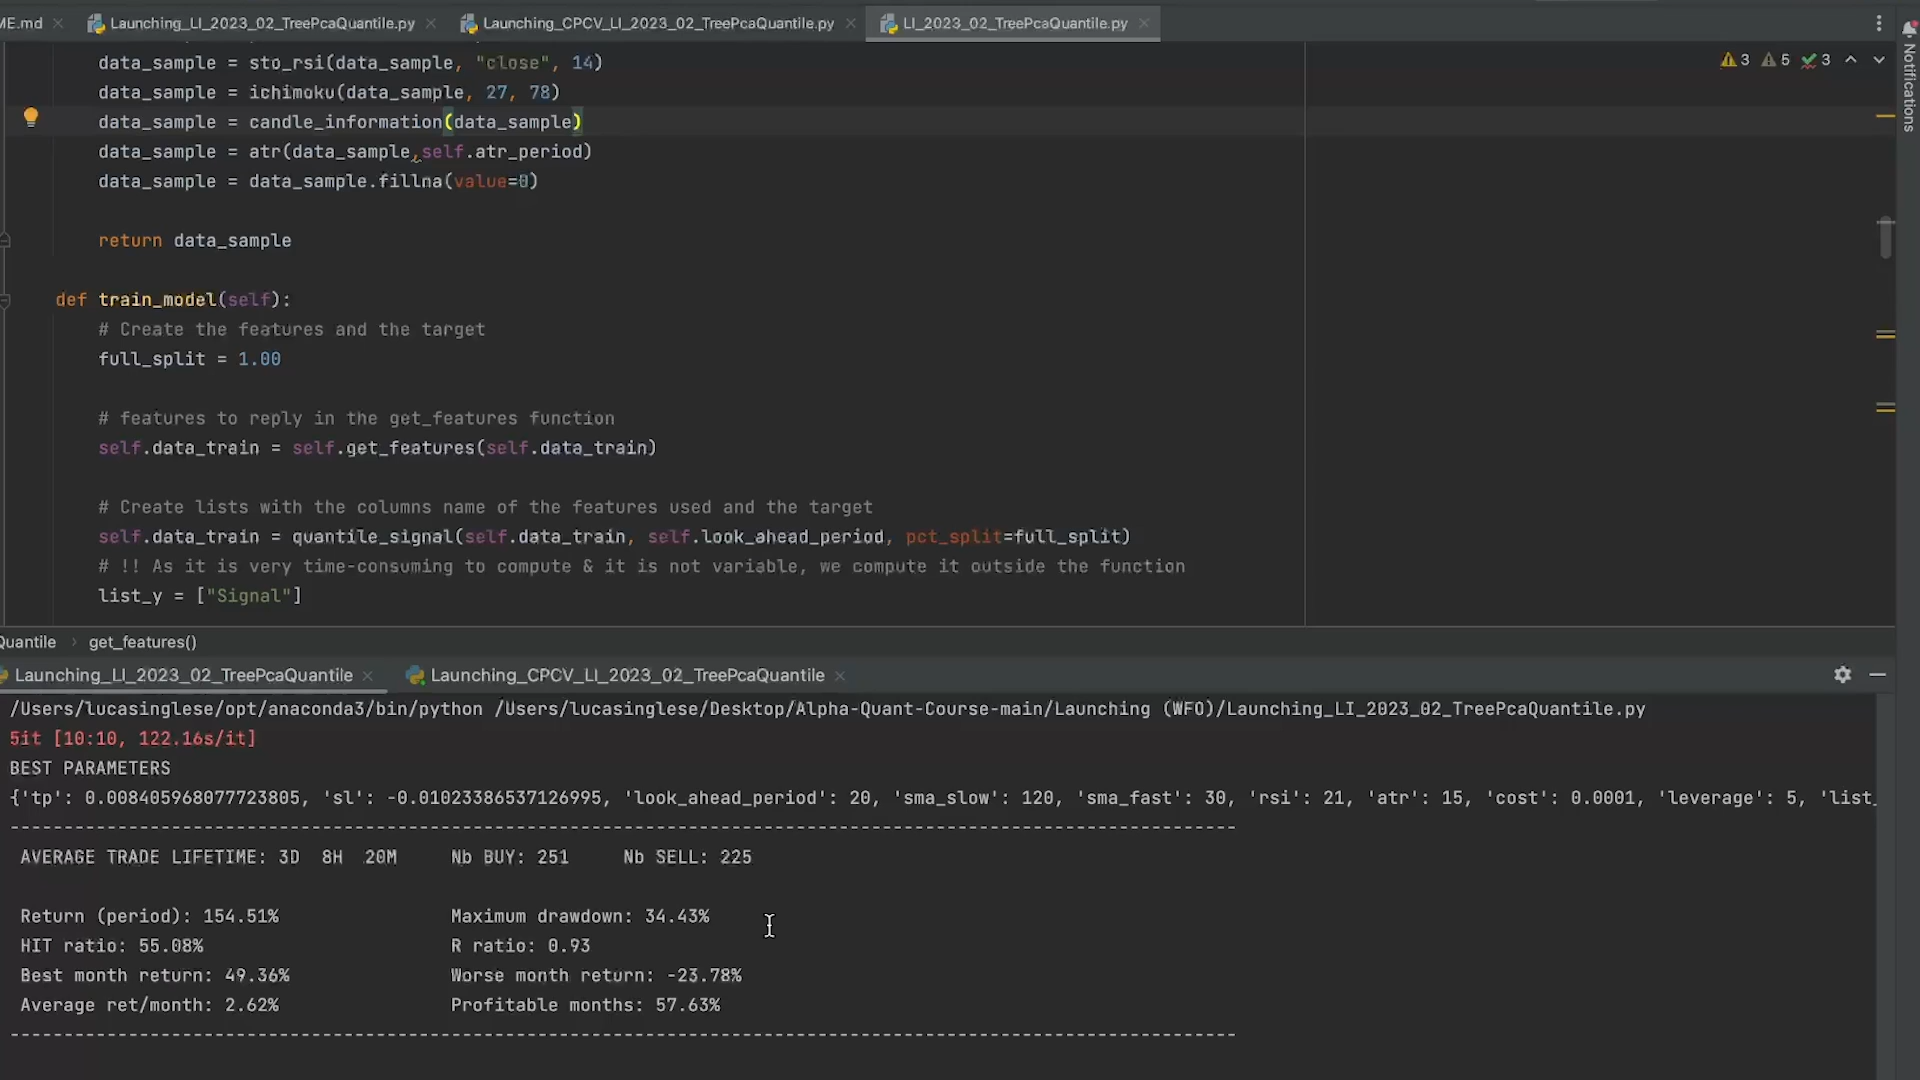 ME.md
Launching_LI_2023_02_TreePcaQuantile.py
Launching_CPCV_LI_2023_02_TreePcaQuantile.py
LI_2023_02_TreePcaQuantile.py
data_sample = sto_rsi(data_sample, "close", 14)
3 5 3
data_sample = ichimoku(data_sample, 27, 78)
data_sample = candle_information(data_sample)
data_sample = atr(data_sample,self.atr_period)
data_sample = data_sample.fillna(value=0)
return data_sample
def train_model(self):
# Create the features and the target
full_split = 1.00
# features to reply in the get_features function
self.data_train = self.get_features(self.data_train)
# Create lists with the columns name of the features used and the target
self.data_train = quantile_signal(self.data_train, self.look_ahead_period, pct_split=full_split)
# !! As it is very time-consuming to compute & it is not variable, we compute it outside the function
list_y = ["Signal"]
Notifications
Quantile › get_features()
Launching_LI_2023_02_TreePcaQuantile
Launching_CPCV_LI_2023_02_TreePcaQuantile
/Users/lucasinglese/opt/anaconda3/bin/python /Users/lucasinglese/Desktop/Alpha-Quant-Course-main/Launching (WFO)/Launching_LI_2023_02_TreePcaQuantile.py
5it [10:10, 122.16s/it]
BEST PARAMETERS
{'tp': 0.008405968077723805, 'sl': -0.01023386537126995, 'look_ahead_period': 20, 'sma_slow': 120, 'sma_fast': 30, 'rsi': 21, 'atr': 15, 'cost': 0.0001, 'leverage': 5, 'list_
------------------------------------------------------------------------------------------------------------------
AVERAGE TRADE LIFETIME: 3D 8H 20M Nb BUY: 251 Nb SELL: 225
Return (period): 154.51% Maximum drawdown: 34.43%
HIT ratio: 55.08% R ratio: 0.93
Best month return: 49.36% Worse month return: -23.78%
Average ret/month: 2.62% Profitable months: 57.63%
------------------------------------------------------------------------------------------------------------------